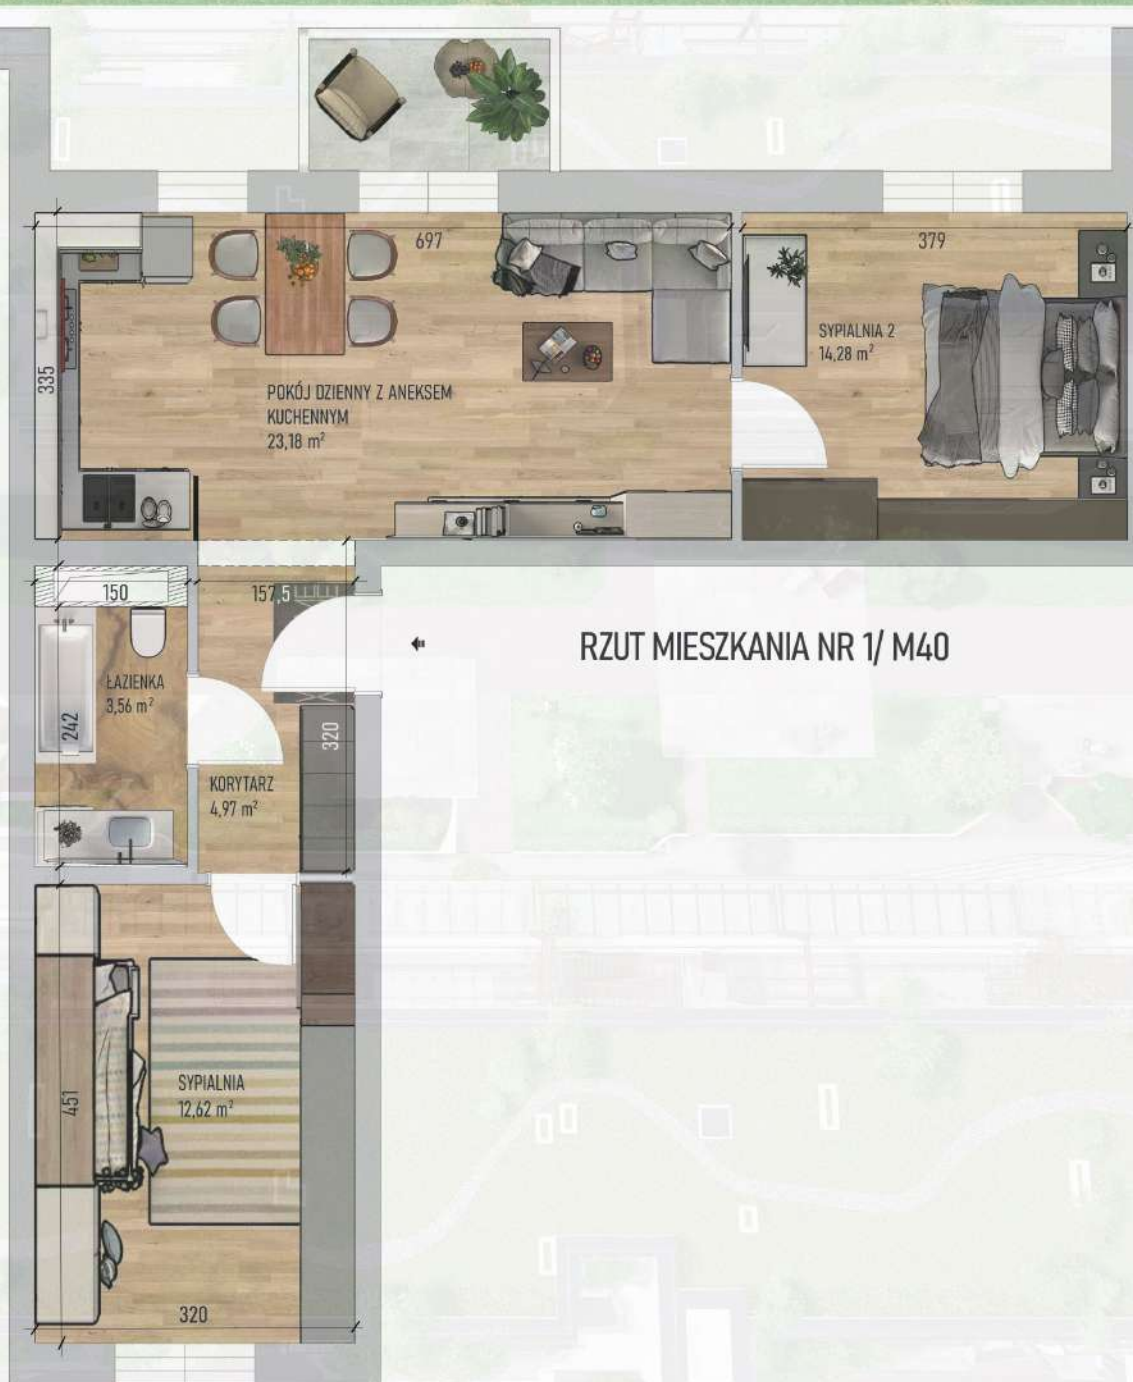 697
379
335
SYPIALNIA 2
14,28 m²
POKÓJ DZIENNY Z ANEKSEM
KUCHENNYM
23,18 m²
150
157,5
RZUT MIESZKANIA NR 1/ M40
ŁAZIENKA
3,56 m²
242
320
KORYTARZ
4,97 m²
SYPIALNIA
12,62 m²
451
320